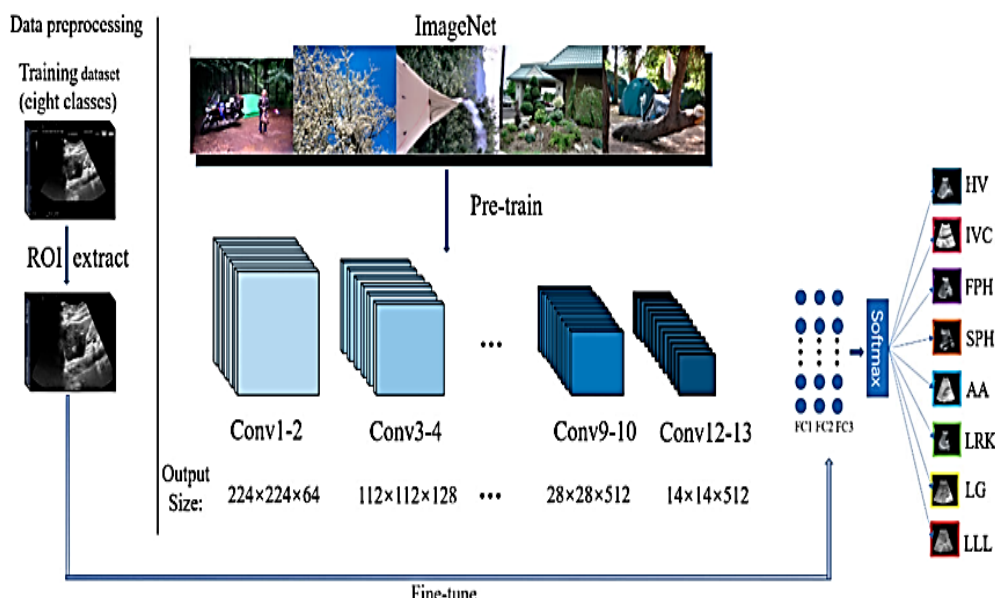 Data preprocessing
Training dataset
(eight classes)
ROI extract
ImageNet
Pre-train
...
Conv1-2
Conv3-4
Conv9-10
Conv12-13
Output
Size:
224×224×64
112×112×128
...
28×28×512
14×14×512
FC1 FC2 FC3
Softmax
HV
IVC
FPH
SPH
AA
LRK
LG
LLL
Fine-tune